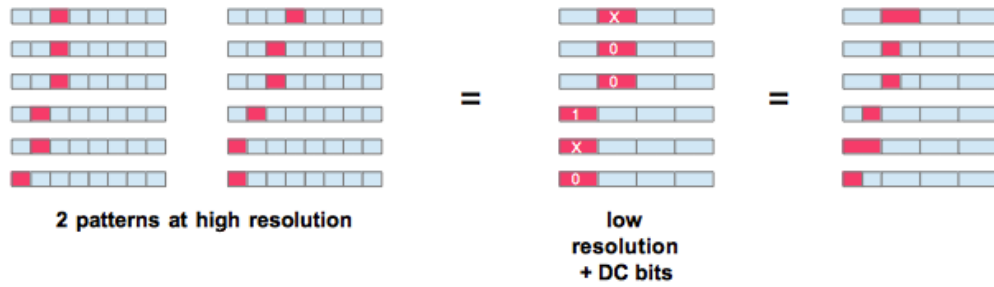 X
0
0
=
=
1
X
0
2 patterns at high resolution
low
resolution
+ DC bits